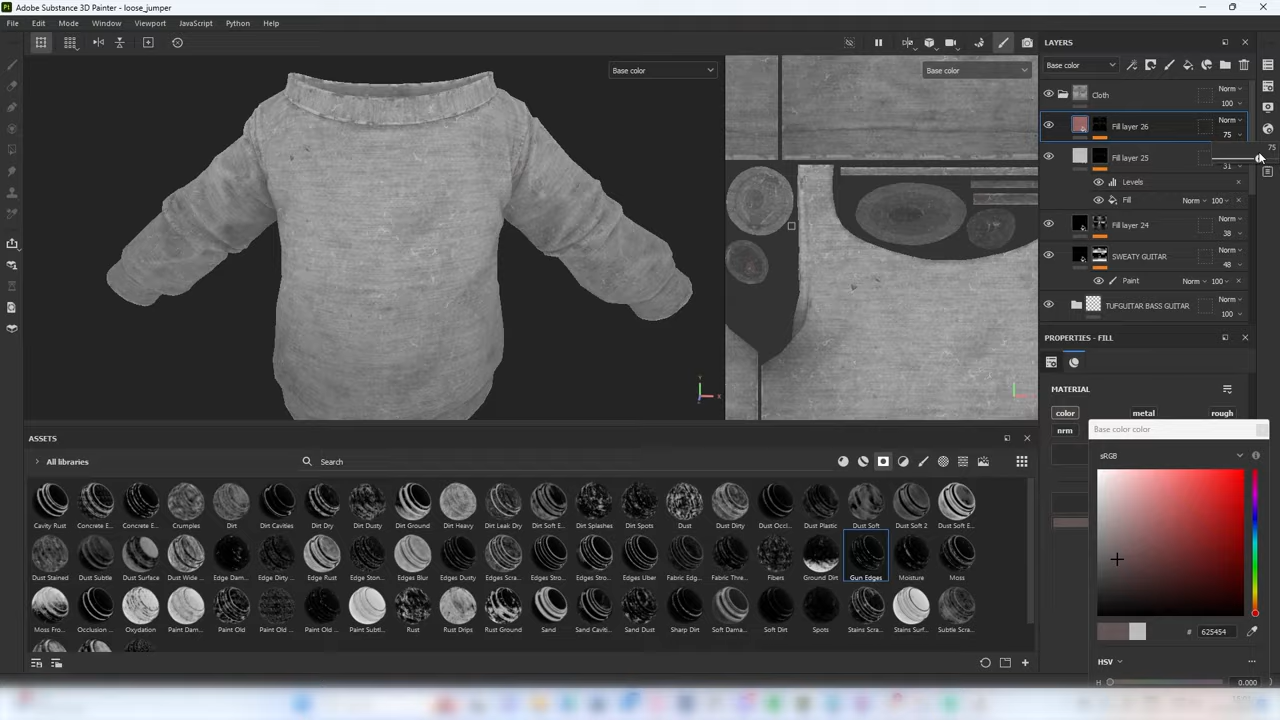 Adobe Substance 3D Painter - loose_jumper
File Edit Mode Window Viewport JavaScript Python Help
Base color
Base color
LAYERS
Base color
Cloth
Norm
100
Fill layer 26
Norm
75
75
Fill layer 25
31
Levels
Fill Norm 100
Fill layer 24
Norm
38
SWEATY GUITAR
Norm
48
Paint Norm 100
TUFGUITAR BASS GUITAR
Norm
100
PROPERTIES - FILL
MATERIAL
color metal rough
nrm
Base color color
sRGB
# 625454
HSV
H 0.000
Y
X
ASSETS
All libraries
Search
Cavity Rust Concrete E... Concrete E... Crumples Dirt Dirt Cavities Dirt Dry Dirt Dusty Dirt Ground Dirt Heavy Dirt Leak Dry Dirt Soft E... Dirt Splashes Dirt Spots Dust Dust Dirty Dust Occl... Dust Plastic Dust Soft Dust Soft 2 Dust Soft E...
Dust Stained Dust Subtle Dust Surface Dust Wide ... Edge Dam... Edge Dirty ... Edge Rust Edge Ston... Edges Blur Edges Dusty Edges Scra... Edges Stro... Edges Stro... Edges Uber Fabric Edg... Fabric Thre... Fibers Ground Dirt Gun Edges Moisture Moss
Moss Fro... Occlusion ... Oxydation Paint Dam... Paint Old Paint Old ... Paint Old ... Paint Subtl... Rust Rust Drips Rust Ground Sand Sand Caviti... Sand Dust Sharp Dirt Soft Dama... Soft Dirt Spots Stains Scra... Stains Surf... Subtle Scra...